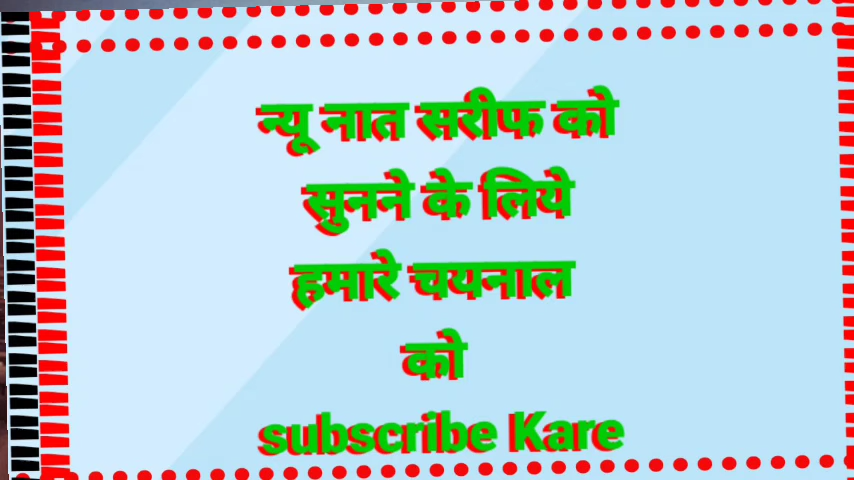 न्यू नात सरीफ को
सुनने के लिये
हमारे चयनाल
को
subscribe Kare